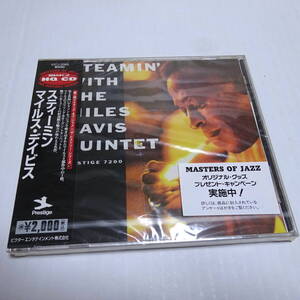 STEAMIN'
WITH
THE
MILES
DAVIS
QUINTET
PRESTIGE 7200
HQ CD
スティーミン
マイルス・デイビス
Prestige
¥2,000
ビクターエンタテインメント株式会社
MASTERS OF JAZZ
オリジナル・グッズ
プレゼント・キャンペーン
実施中!